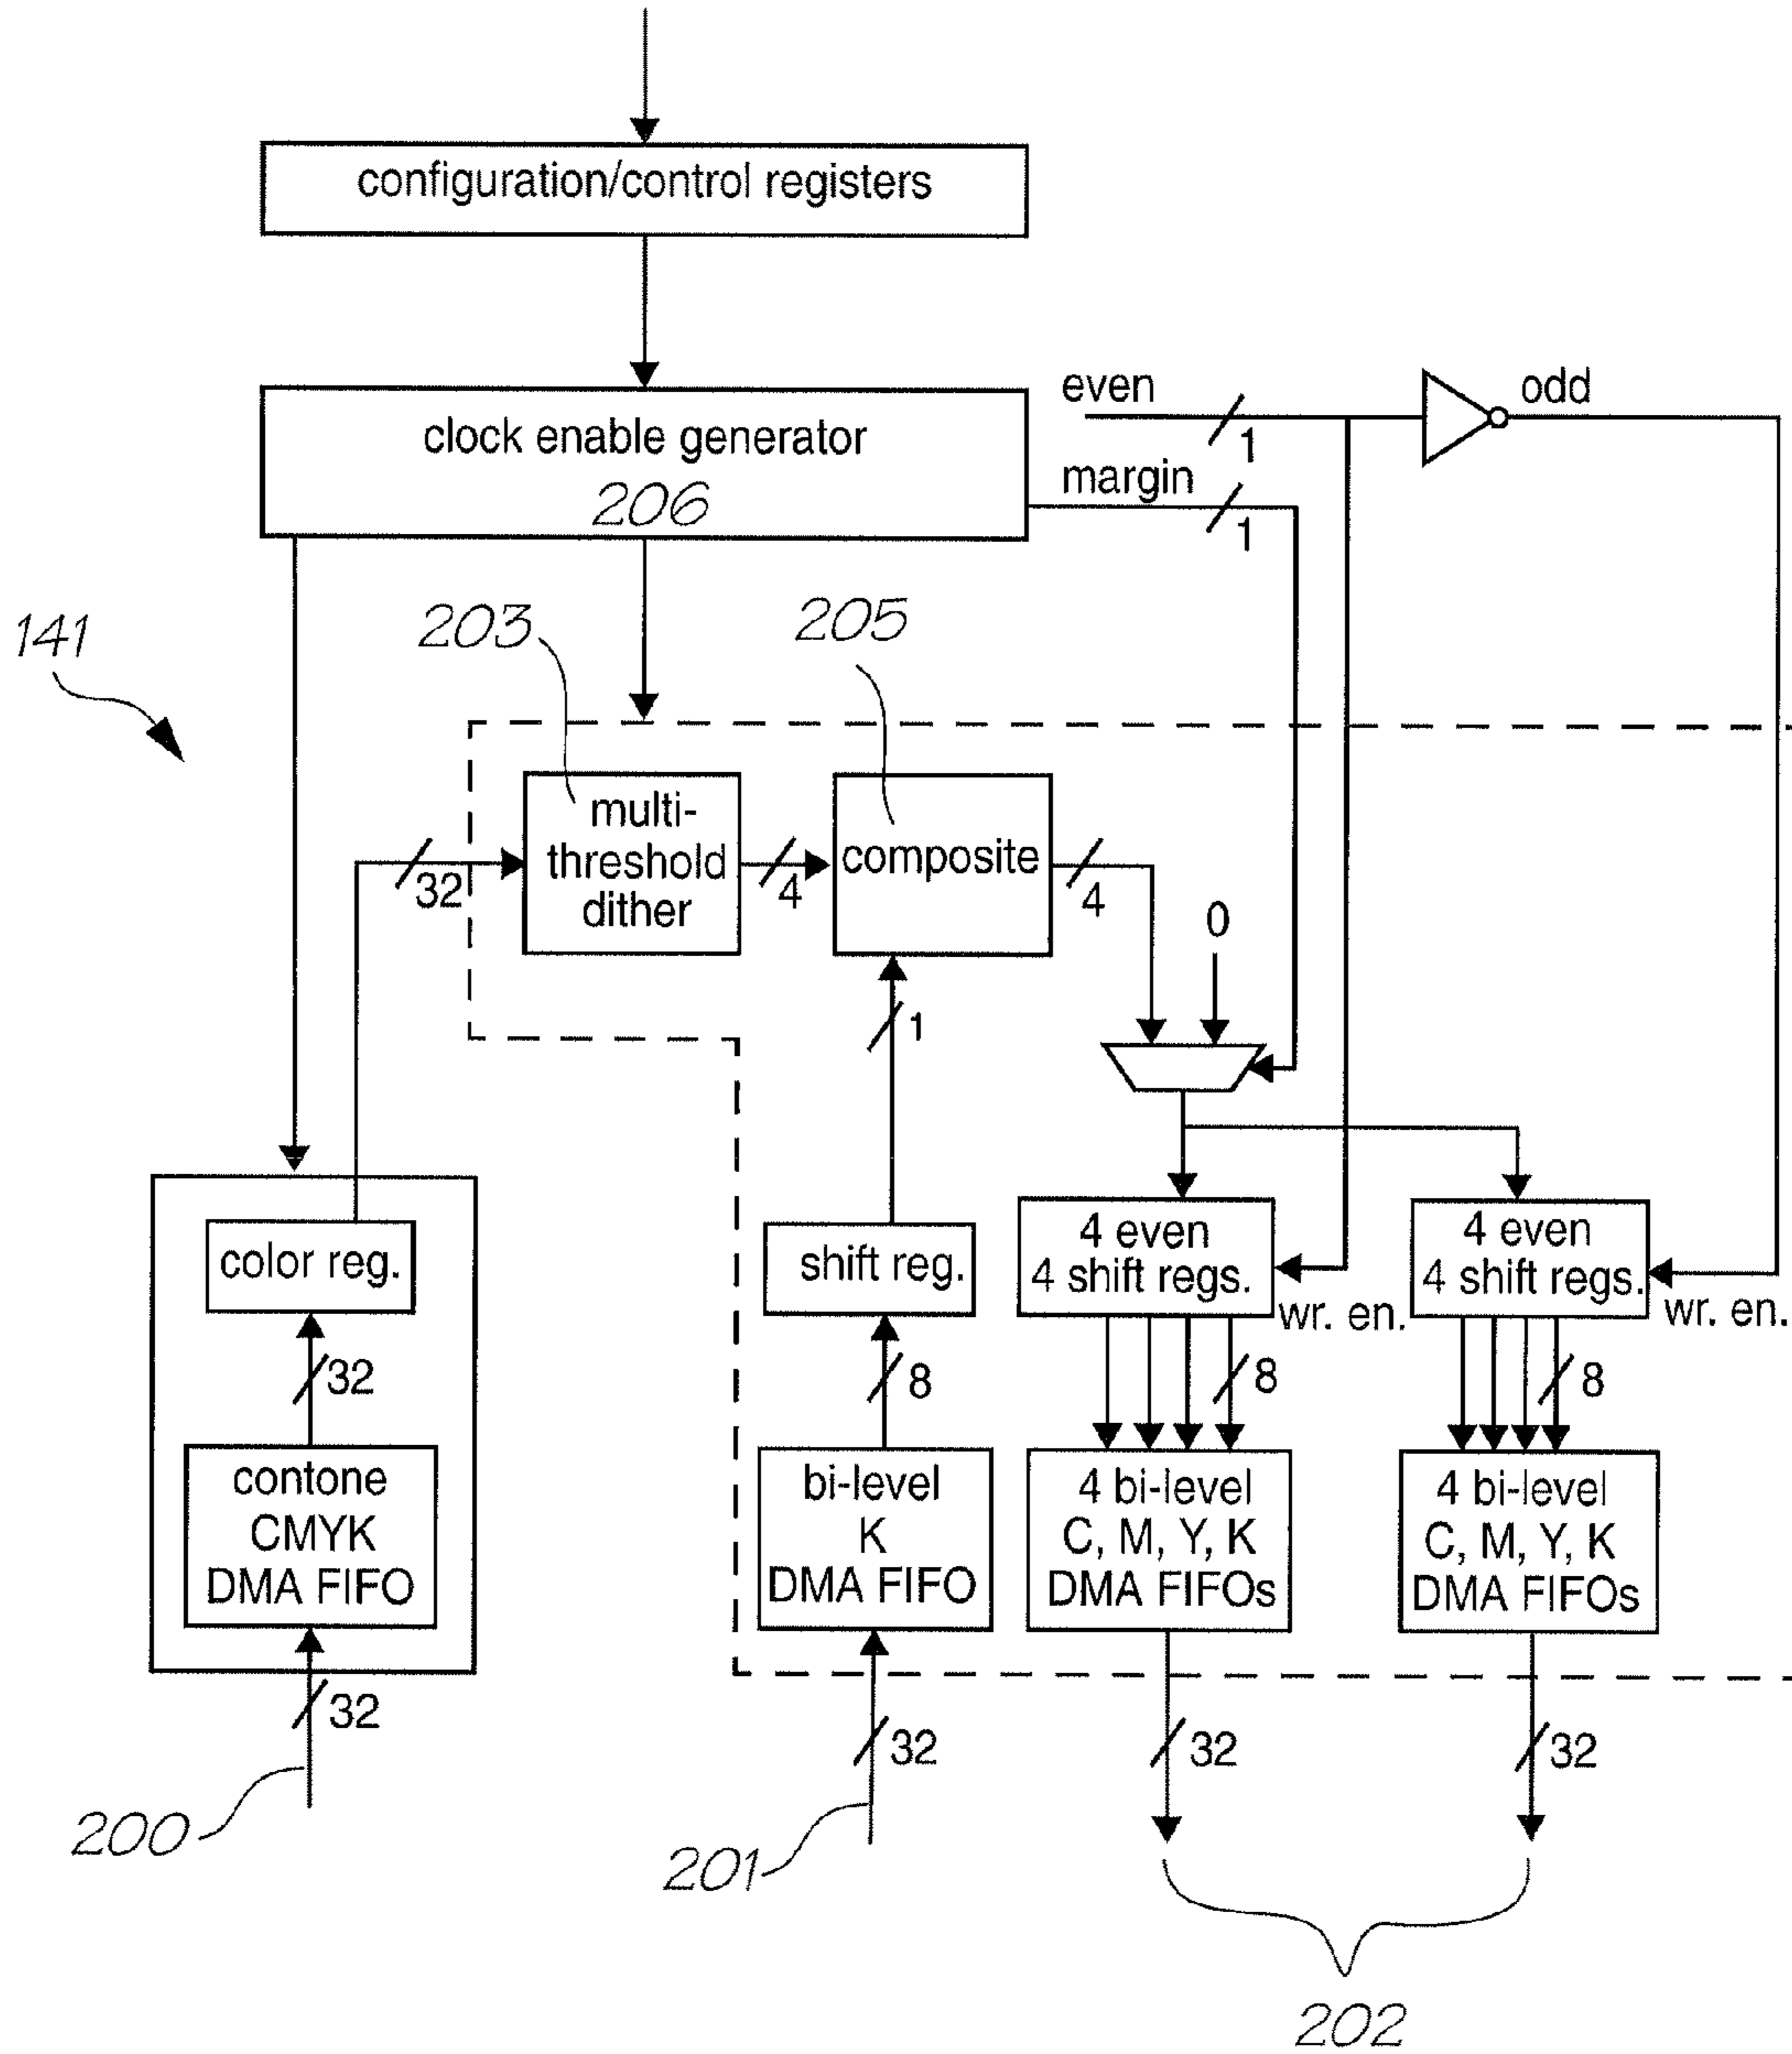 configuration/control registers
even
odd
clock enable generator
206
1
margin
1
141
203
205
multi-
threshold
dither
composite
32
4
4
0
1
color reg.
shift reg.
4 even
4 shift regs.
4 even
4 shift regs.
wr. en.
wr. en.
32
8
8
8
contone
CMYK
DMA FIFO
bi-level
K
DMA FIFO
4 bi-level
C, M, Y, K
DMA FIFOs
4 bi-level
C, M, Y, K
DMA FIFOs
32
32
32
32
200
201
202